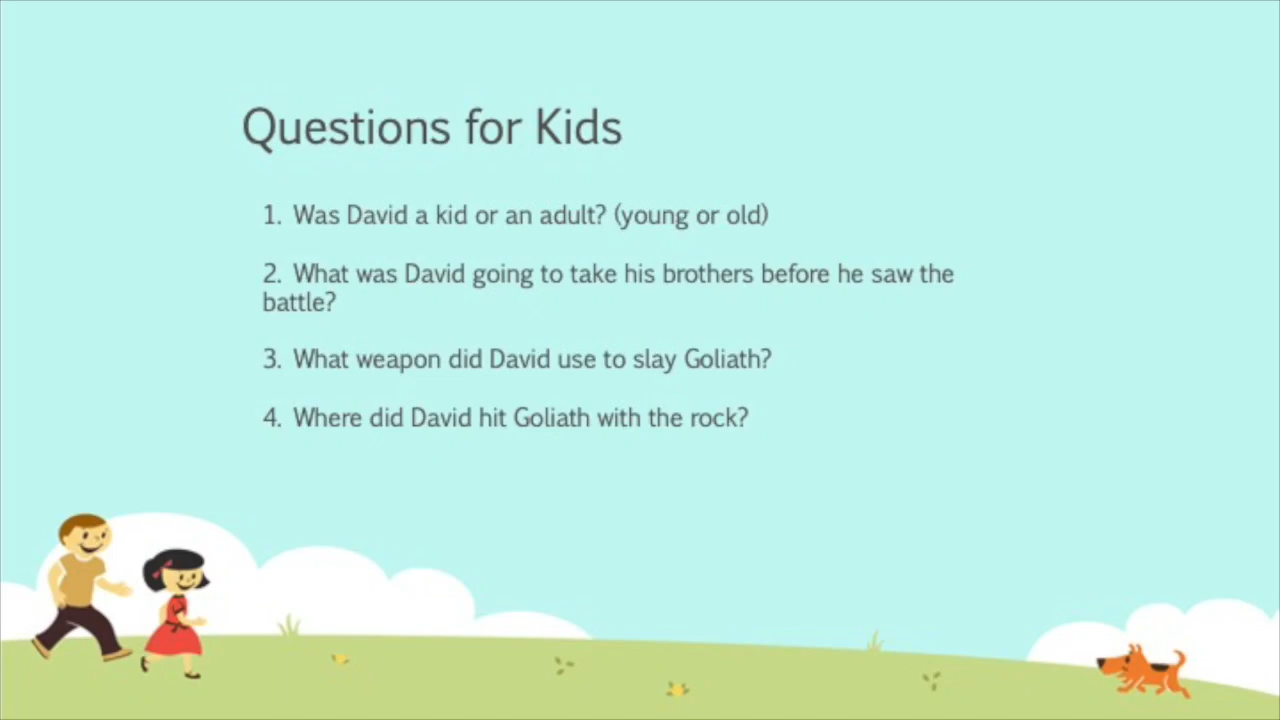 Questions for Kids
1. Was David a kid or an adult? (young or old)
2. What was David going to take his brothers before he saw the
battle?
3. What weapon did David use to slay Goliath?
4. Where did David hit Goliath with the rock?